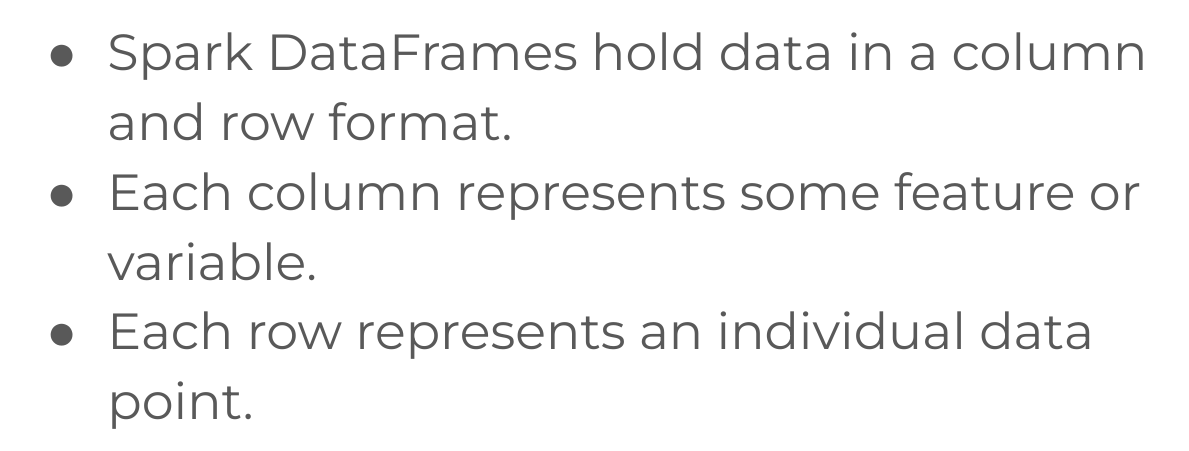 ● Spark DataFrames hold data in a column
and row format.
● Each column represents some feature or
variable.
● Each row represents an individual data
point.